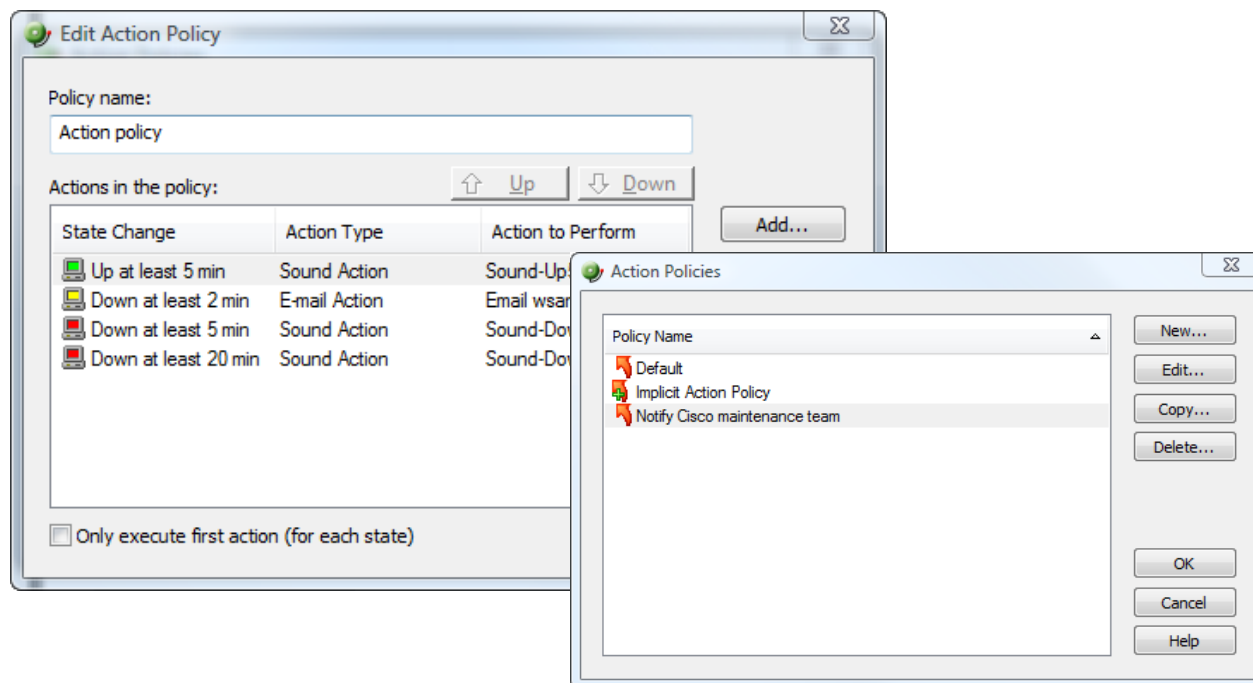 Edit Action Policy
Policy name:
Action policy
Actions in the policy:
Up
Down
State Change Action Type Action to Perform
Add...
Up at least 5 min Sound Action
Down at least 2 min E-mail Action Email
Down at least 5 min Sound Action
Down at least 20 min Sound Action
Only execute first action (for each state)
Action Policies
Policy Name
Default
Implicit Action Policy
Notify Cisco maintenance team
New...
Edit...
Copy...
Delete...
OK
Cancel
Help